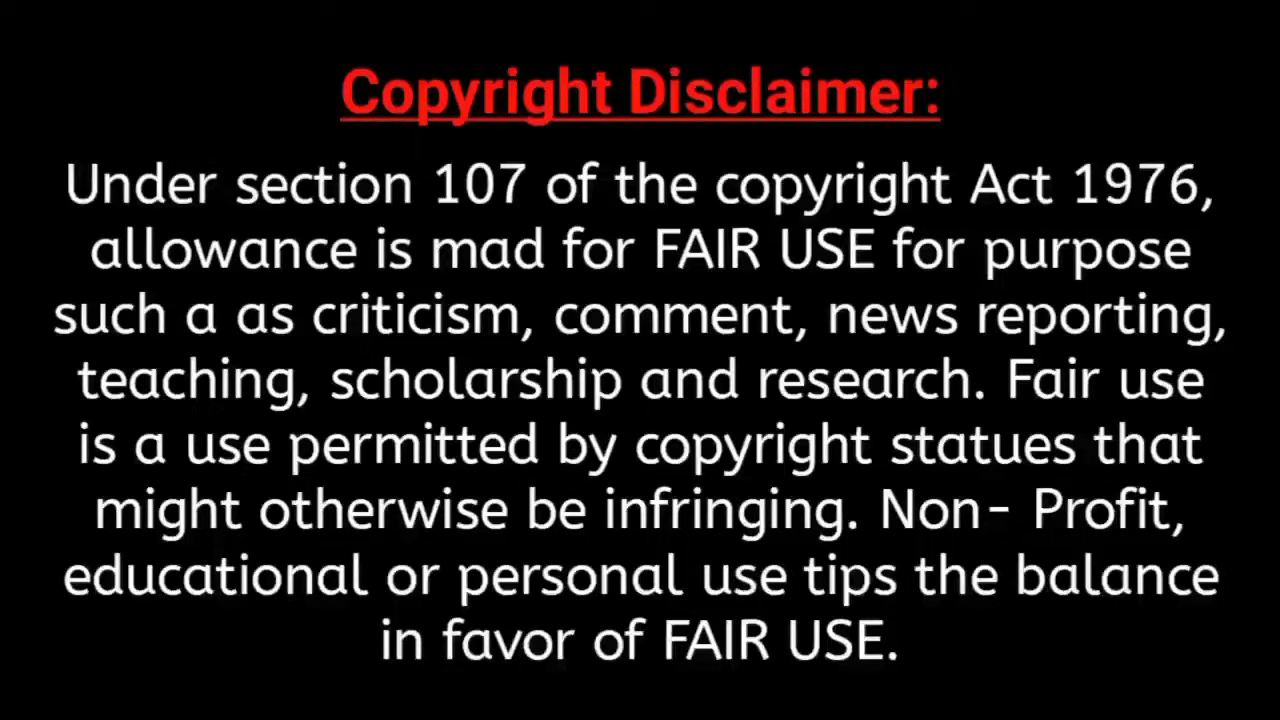 Copyright Disclaimer:
Under section 107 of the copyright Act 1976,
allowance is mad for FAIR USE for purpose
such a as criticism, comment, news reporting,
teaching, scholarship and research. Fair use
is a use permitted by copyright statues that
might otherwise be infringing. Non- Profit,
educational or personal use tips the balance
in favor of FAIR USE.